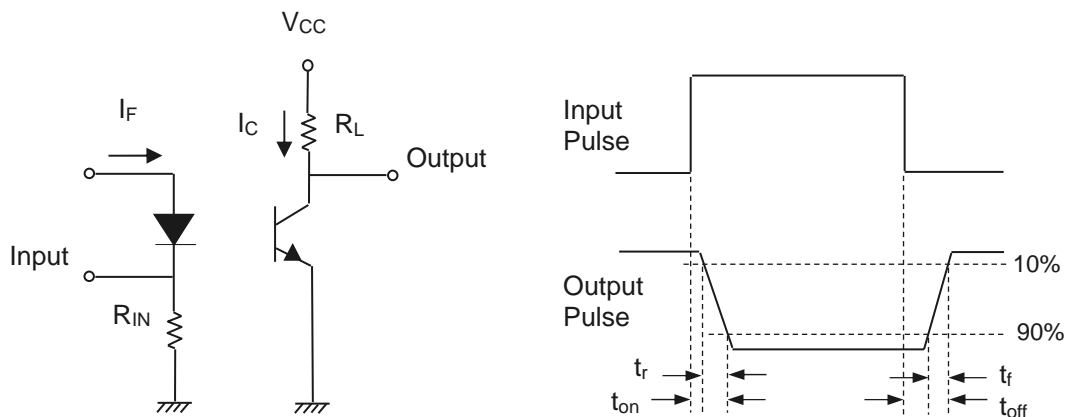 VCC
IF
IC
RL
Output
Input
RIN
Input
Pulse
10%
Output
Pulse
90%
tr
tf
ton
toff